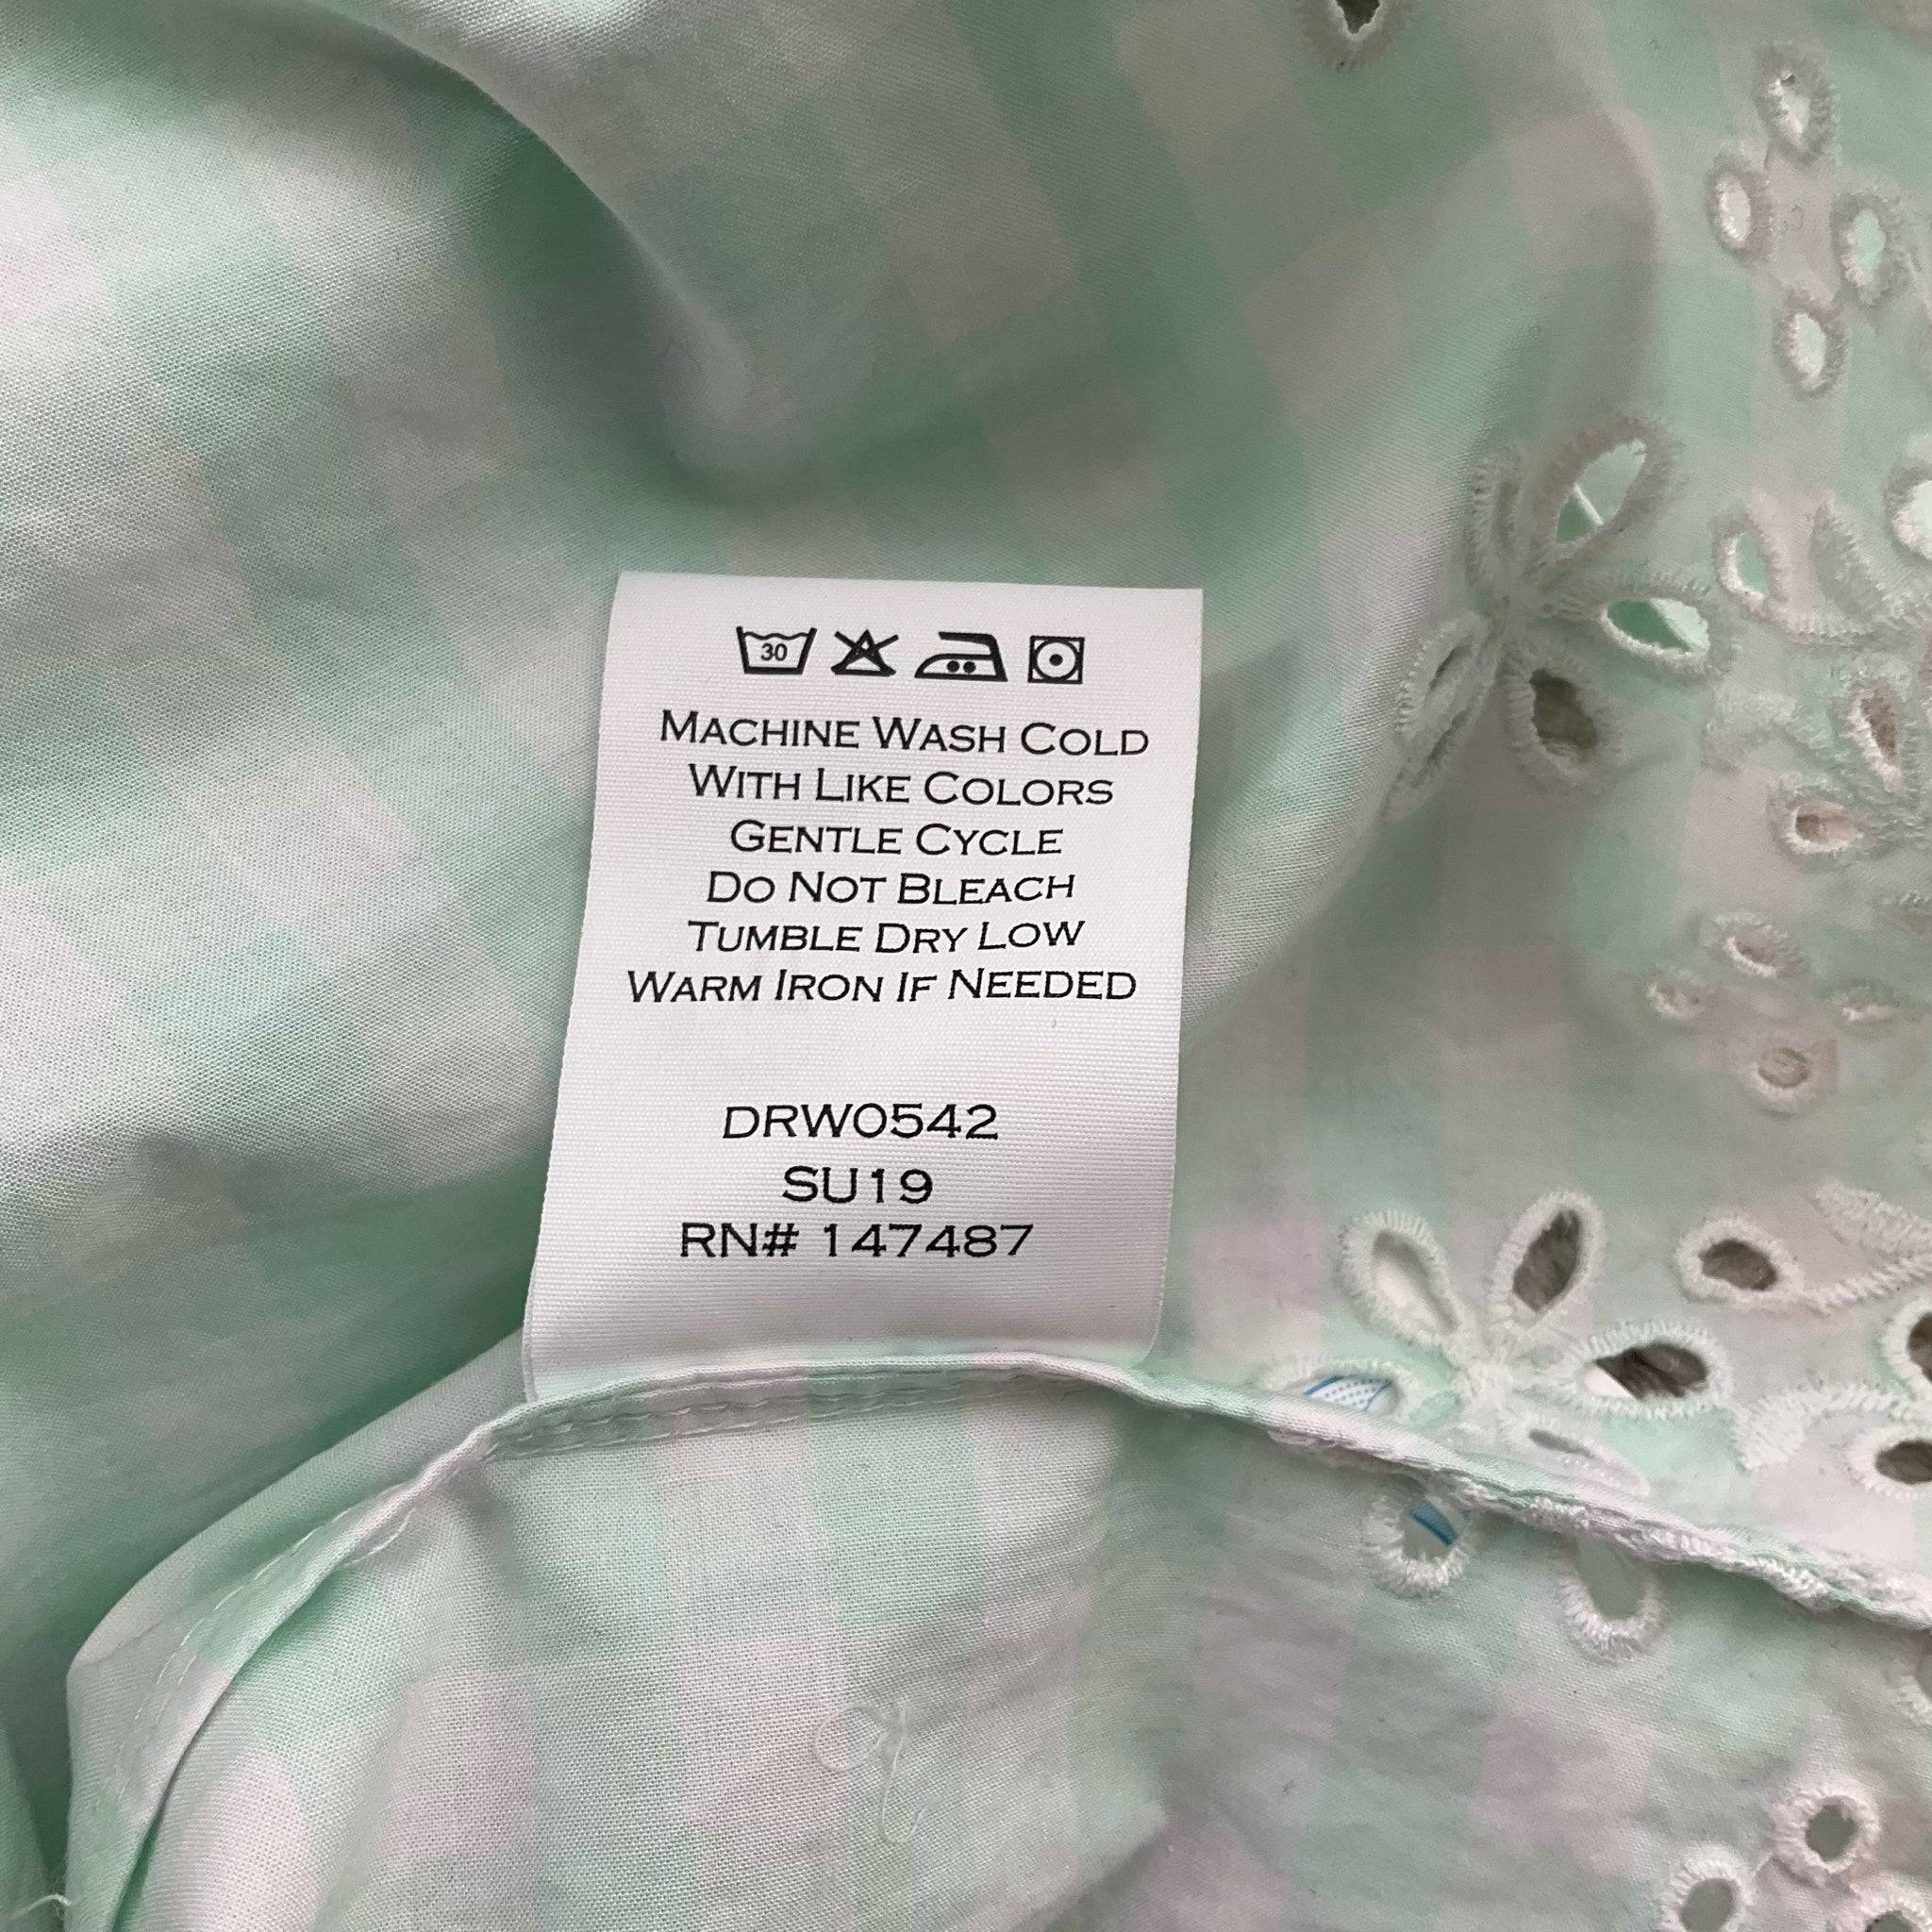 30
MACHINE WASH COLD
WITH LIKE COLORS
GENTLE CYCLE
DO NOT BLEACH
TUMBLE DRY LOW
WARM IRON IF NEEDED
DRW0542
SU19
RN# 147487